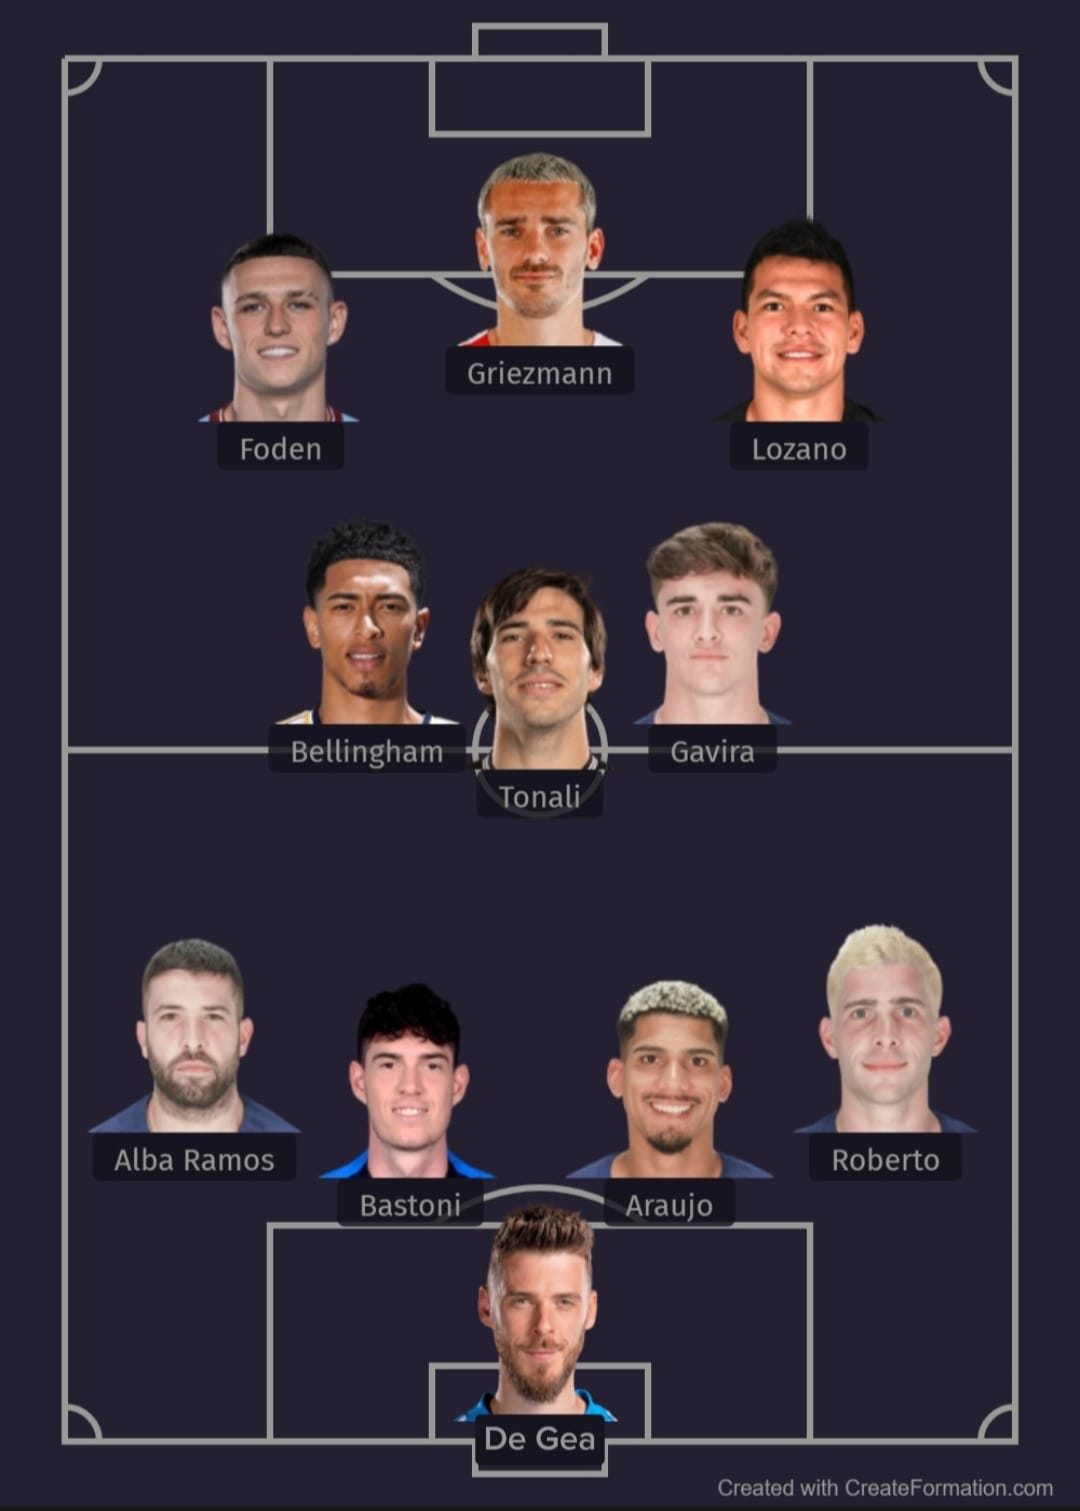 Griezmann
Foden
Lozano
Bellingham
Gavira
Tonali
Alba Ramos
Roberto
Bastoni
Araujo
De Gea
Created with CreateFormation.com